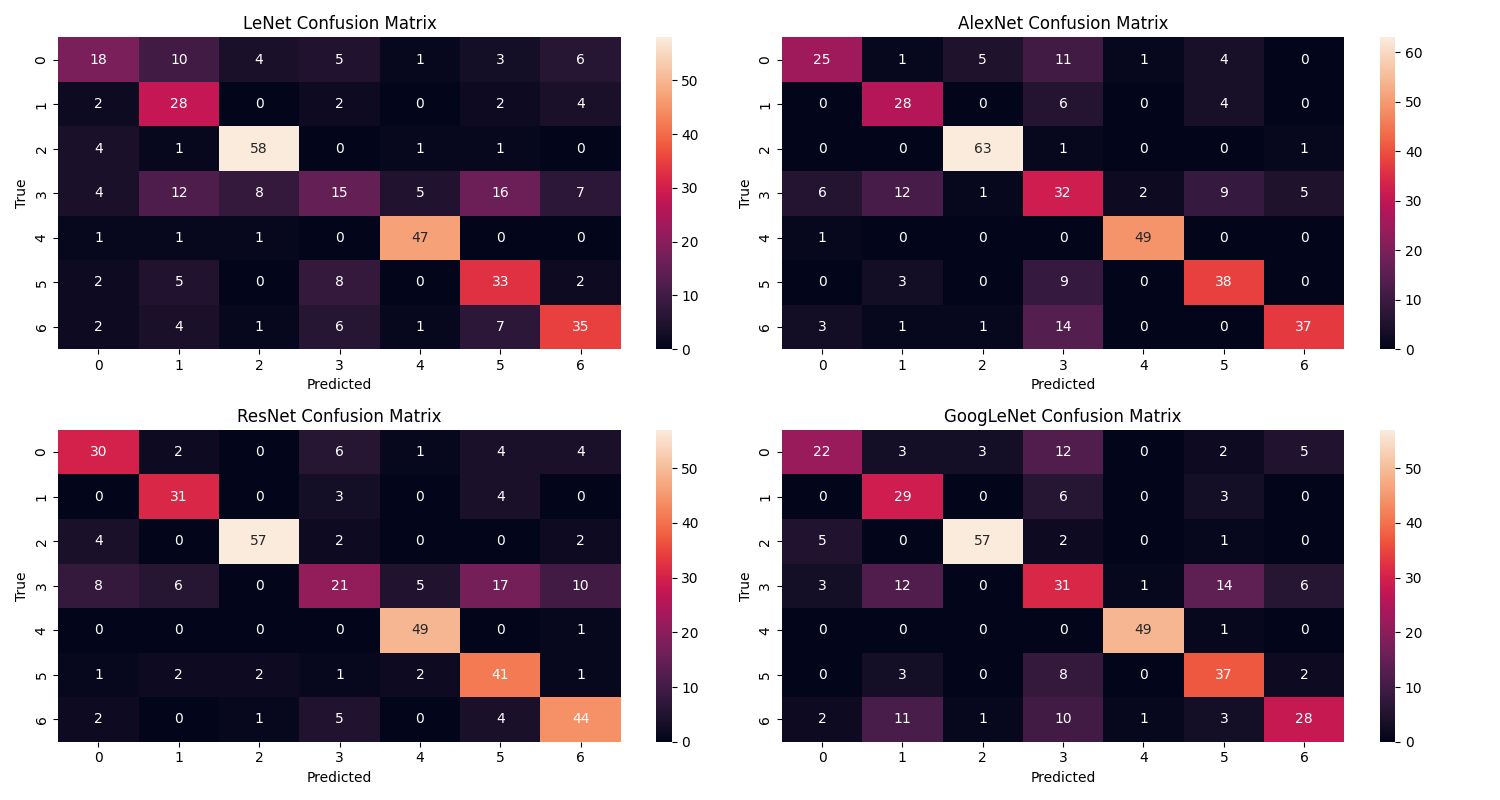 LeNet Confusion Matrix
0 18 10 4 5 1 3 6
1 2 28 0 2 0 2 4
2 4 1 58 0 1 1 0
3 4 12 8 15 5 16 7
4 1 1 1 0 47 0 0
5 2 5 0 8 0 33 2
6 2 4 1 6 1 7 35
0 1 2 3 4 5 6
True
Predicted
50
40
30
20
10
0
AlexNet Confusion Matrix
0 25 1 5 11 1 4 0
1 0 28 0 6 0 4 0
2 0 0 63 1 0 0 1
3 6 12 1 32 2 9 5
4 1 0 0 0 49 0 0
5 0 3 0 9 0 38 0
6 3 1 1 14 0 0 37
0 1 2 3 4 5 6
True
Predicted
60
50
40
30
20
10
0
ResNet Confusion Matrix
0 30 2 0 6 1 4 4
1 0 31 0 3 0 4 0
2 4 0 57 2 0 0 2
3 8 6 0 21 5 17 10
4 0 0 0 0 49 0 1
5 1 2 2 1 2 41 1
6 2 0 1 5 0 4 44
0 1 2 3 4 5 6
True
Predicted
50
40
30
20
10
0
GoogLeNet Confusion Matrix
0 22 3 3 12 0 2 5
1 0 29 0 6 0 3 0
2 5 0 57 2 0 1 0
3 3 12 0 31 1 14 6
4 0 0 0 0 49 1 0
5 0 3 0 8 0 37 2
6 2 11 1 10 1 3 28
0 1 2 3 4 5 6
True
Predicted
50
40
30
20
10
0